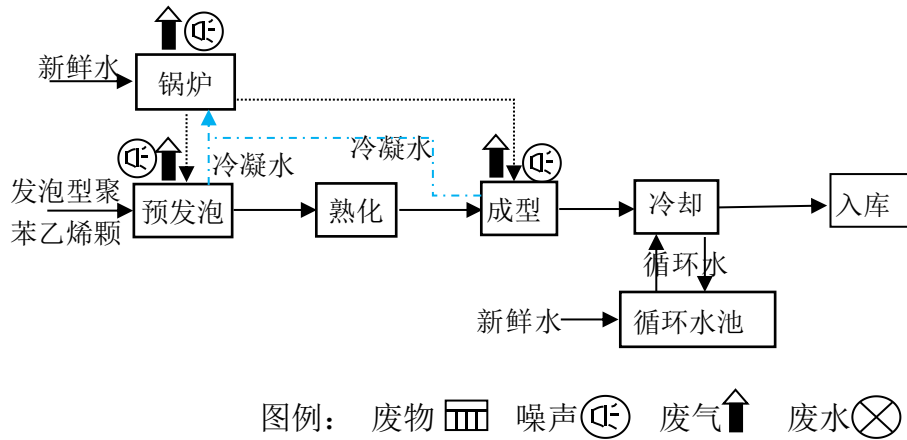 新鲜水
锅炉
冷凝水
冷凝水
发泡型聚
苯乙烯颗
预发泡
熟化
成型
冷却
入库
循环水
新鲜水
循环水池
图例： 废物 噪声 废气 废水